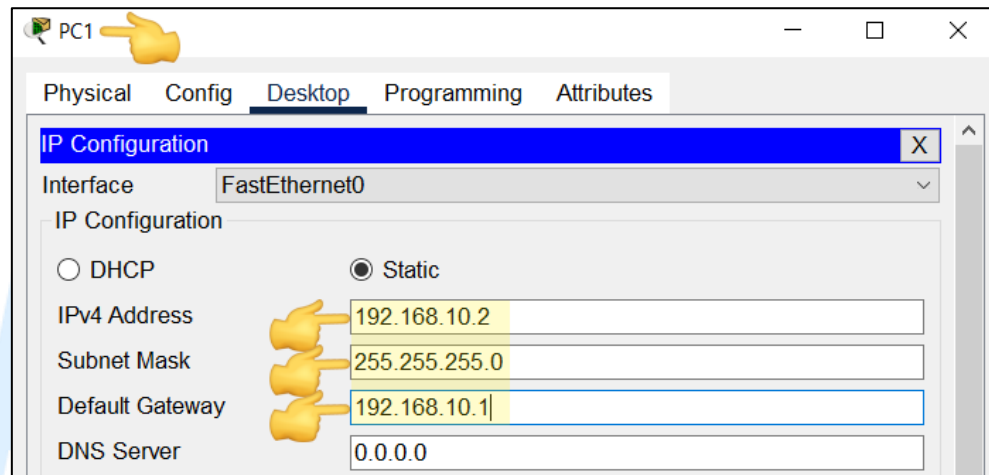 PC1
Physical Config Desktop Programming Attributes
IP Configuration X
Interface FastEthernet0
IP Configuration
DHCP Static
IPv4 Address 192.168.10.2
Subnet Mask 255.255.255.0
Default Gateway 192.168.10.1
DNS Server 0.0.0.0